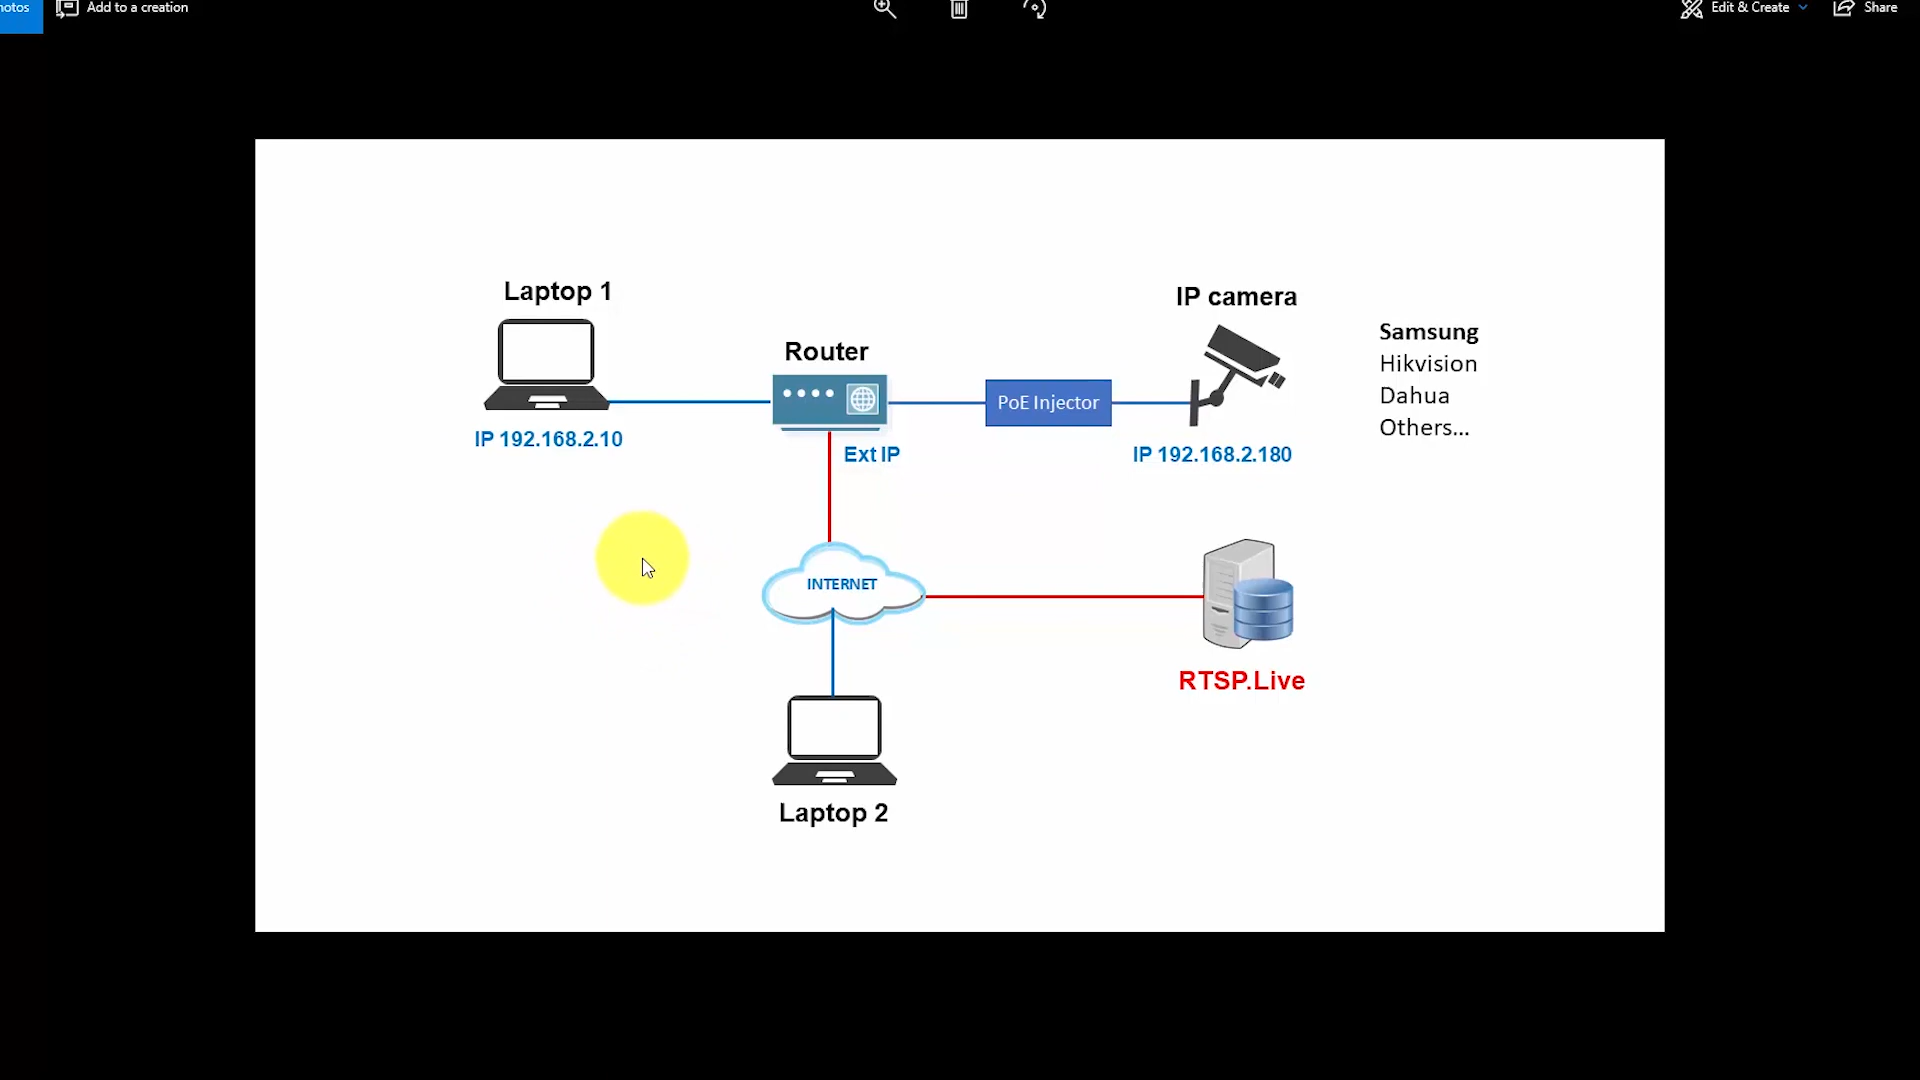 hotos
Add to a creation
Edit & Create
Share
Laptop 1
IP camera
Samsung
Router
Hikvision
Dahua
PoE Injector
Others...
IP 192.168.2.10
Ext IP
IP 192.168.2.180
INTERNET
RTSP.Live
Laptop 2